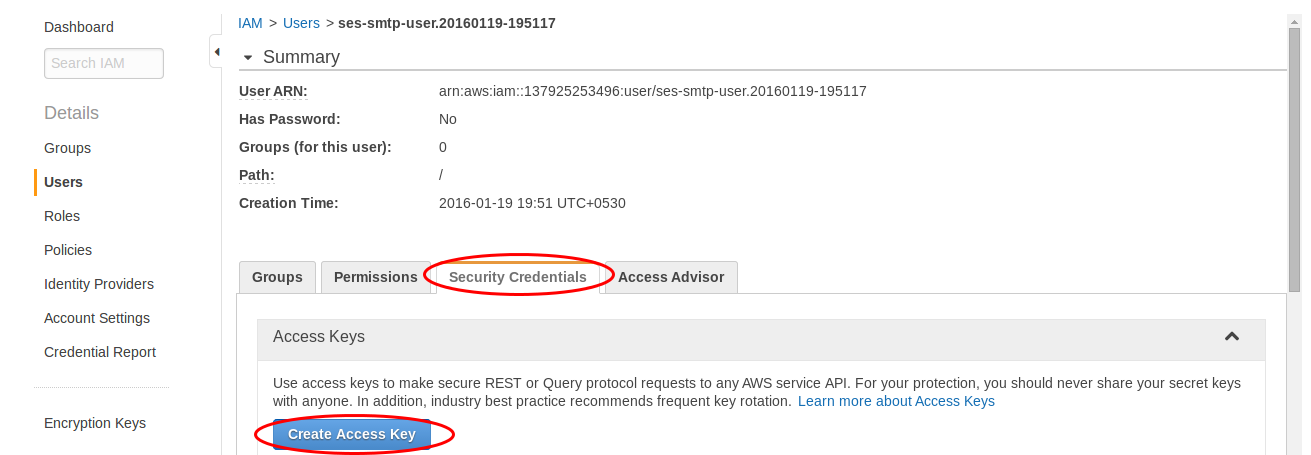 Dashboard
Search IAM
Details
Groups
Users
Roles
Policies
Identity Providers
Account Settings
Credential Report
Encryption Keys
IAM > Users > ses-smtp-user.20160119-195117
Summary
User ARN: arn:aws:iam::137925253496:user/ses-smtp-user.20160119-195117
Has Password: No
Groups (for this user): 0
Path: /
Creation Time: 2016-01-19 19:51 UTC+0530
Groups Permissions Security Credentials Access Advisor
Access Keys
Use access keys to make secure REST or Query protocol requests to any AWS service API. For your protection, you should never share your secret keys
with anyone. In addition, industry best practice recommends frequent key rotation. Learn more about Access Keys
Create Access Key